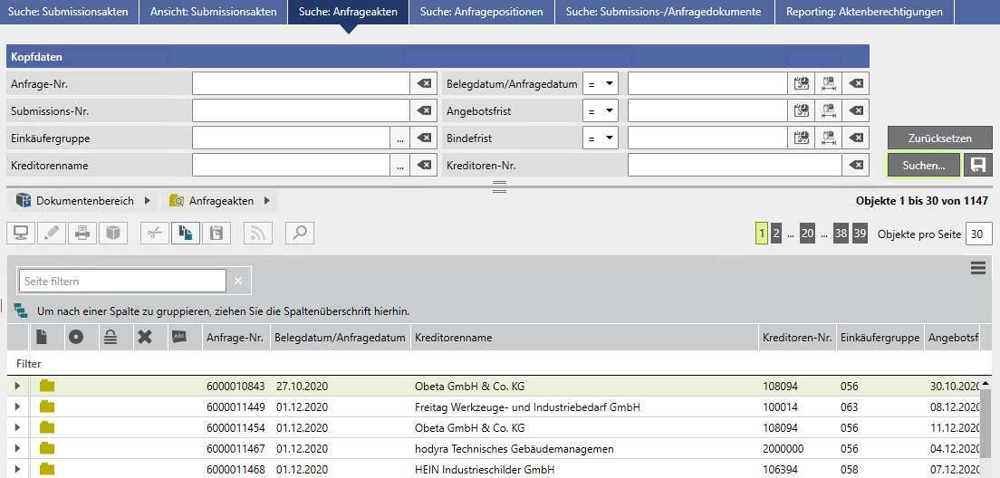 Suche: Submissionsakten Ansicht: Submissionsakten Suche: Anfrageakten Suche: Anfragepositionen Suche: Submissions-/Anfragedokumente Reporting: Aktenberechtigungen
Kopfdaten
Anfrage-Nr. Belegdatum/Anfragedatum =
Submissions-Nr. Angebotsfrist =
Einkäufergruppe ... Bindefrist = Zurücksetzen
Kreditorenname ... Kreditoren-Nr. Suchen...
Dokumentenbereich Anfrageakten Objekte 1 bis 30 von 1147
1 2 ... 20 ... 38 39 Objekte pro Seite 30
Seite filtern
Um nach einer Spalte zu gruppieren, ziehen Sie die Spaltenüberschrift hierhin.
Abc Anfrage-Nr. Belegdatum/Anfragedatum Kreditorenname Kreditoren-Nr. Einkäufergruppe Angebotsf
Filter
6000010843 27.10.2020 Obeta GmbH & Co. KG 108094 056 30.10.2020
6000011449 01.12.2020 Freitag Werkzeuge- und Industriebedarf GmbH 100014 063 08.12.2020
6000011454 01.12.2020 Obeta GmbH & Co. KG 108094 056 11.12.2020
6000011467 01.12.2020 hodyra Technisches Gebäudemanagemen 2000000 056 04.12.2020
6000011468 01.12.2020 HEIN Industrieschilder GmbH 106394 058 07.12.2020